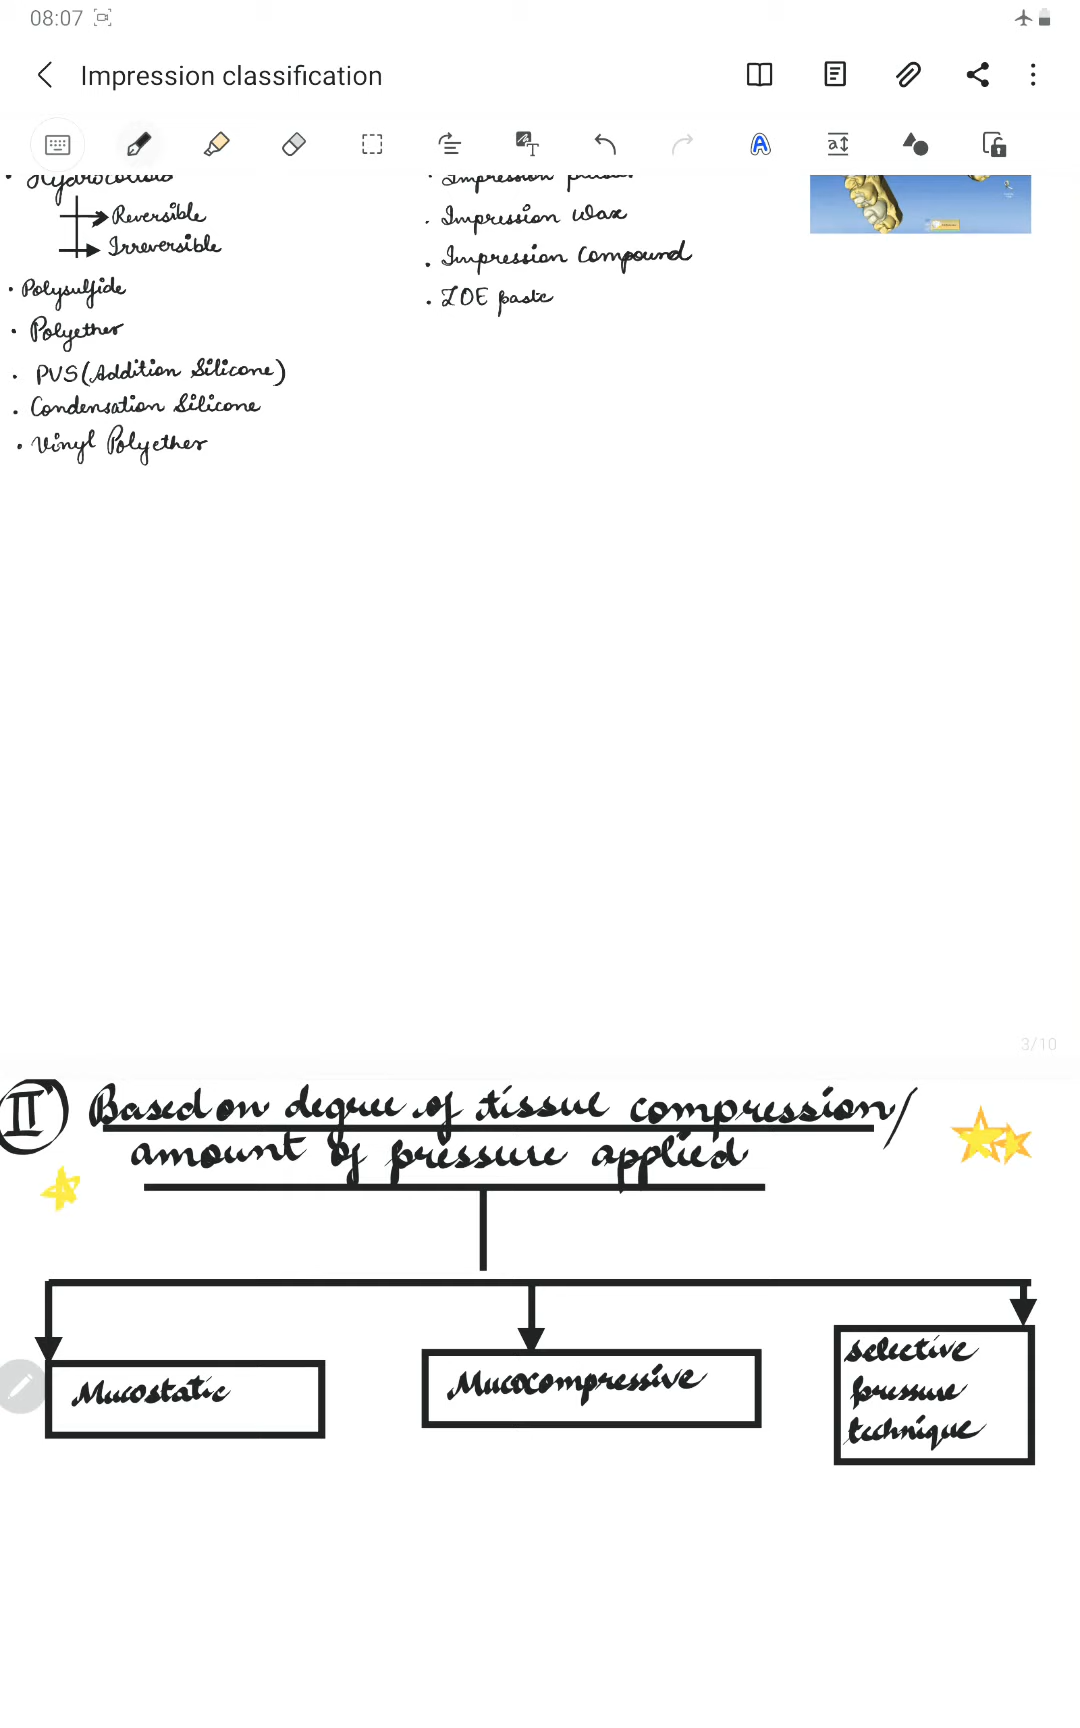 08:07
Impression classification
• Hydrocolloid
Reversible
Irreversible
• Polysulfide
• Polyether
• PVS (Addition Silicone)
• Condensation Silicone
• Vinyl Polyether
• Impression
• Impression Wax
• Impression Compound
• ZOE paste
3/10
II) Based on degree of tissue compression/
amount of pressure applied
Mucostatic
Mucocompressive
selective
pressure
technique